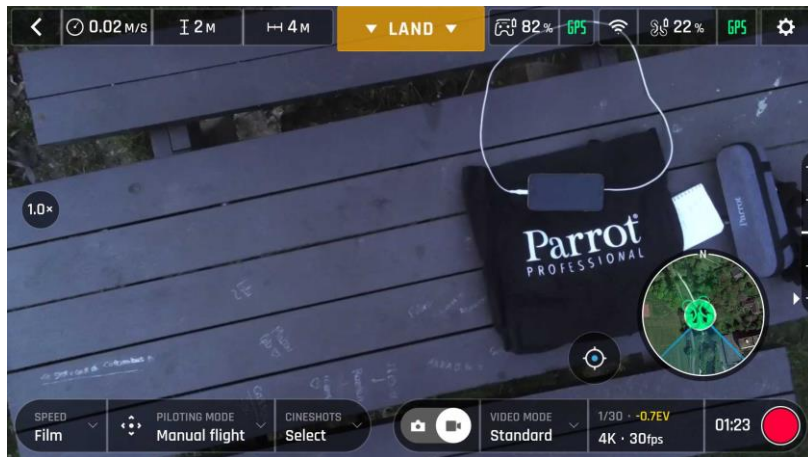 0.02 M/S
2 M
4 M
LAND
82 %
GPS
22 %
GPS
1.0×
Parrot
PROFESSIONAL
Parrot
N
SPEED
Film
PILOTING MODE
Manual flight
CINESHOTS
Select
VIDEO MODE
Standard
1/30 · -0.7EV
4K · 30fps
01:23